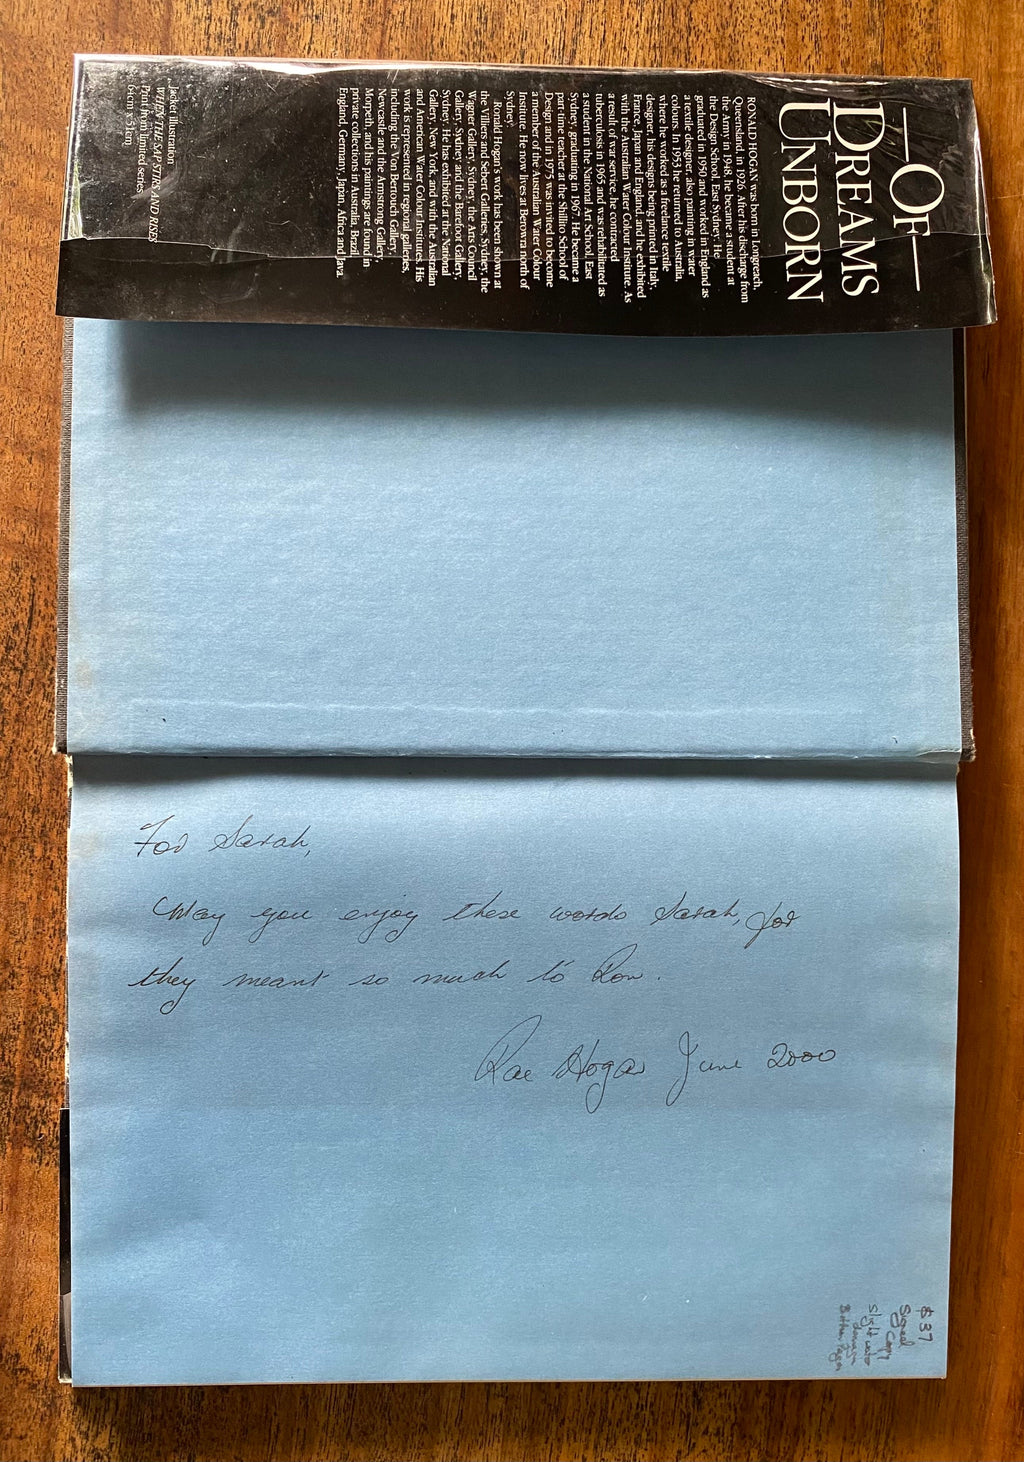 OF
DREAMS
UNBORN
RONALD HOGAN was born in Longreach,
Queensland, in 1926. After his discharge from
the Army in 1948, he became a student at
the Design School, East Sydney. He
graduated in 1950 and worked in England as
a textile designer, also painting in water
colours. In 1955 he returned to Australia,
where he worked as a freelance textile
designer, his designs being printed in Italy,
France, Japan and England, and he exhibited
with the Australian Water Colour Institute. As
a result of war service, he contracted
tuberculosis in 1965 and was rehabilitated as
a student in the National Art School, East
Sydney, graduating in 1967. He became a
part-time teacher at the Shillito School of
Design and in 1975 was invited to become
a member of the Australian Water Colour
Institute. He now lives at Berowra north of
Sydney.
Ronald Hogan's work has been shown at
the Villiers and Sebert Galleries, Sydney, the
Wagner Gallery, Sydney, the Arts Council
Gallery, Sydney and the Barefoot Gallery,
Sydney. He has exhibited at the National
Gallery, New York, and with the Australian
and American Water Colour Institutes. His
work is represented in regional galleries,
including the Von Bertouch Gallery
Newcastle and the Armstrong Gallery,
Morpeth, and his paintings are found in
private collections in Australia, Brazil,
England, Germany, Japan, Africa and Java.
Jacket illustration
WHEN THE SAP STIRS AND RISES
Print from limited series
64cm x 51cm
For Sarah,
May you enjoy these words Sarah, for
they meant so much to Ron.
Rae Hogan June 2000
$37
Signed
copy
slight water
damage
Bottom Page